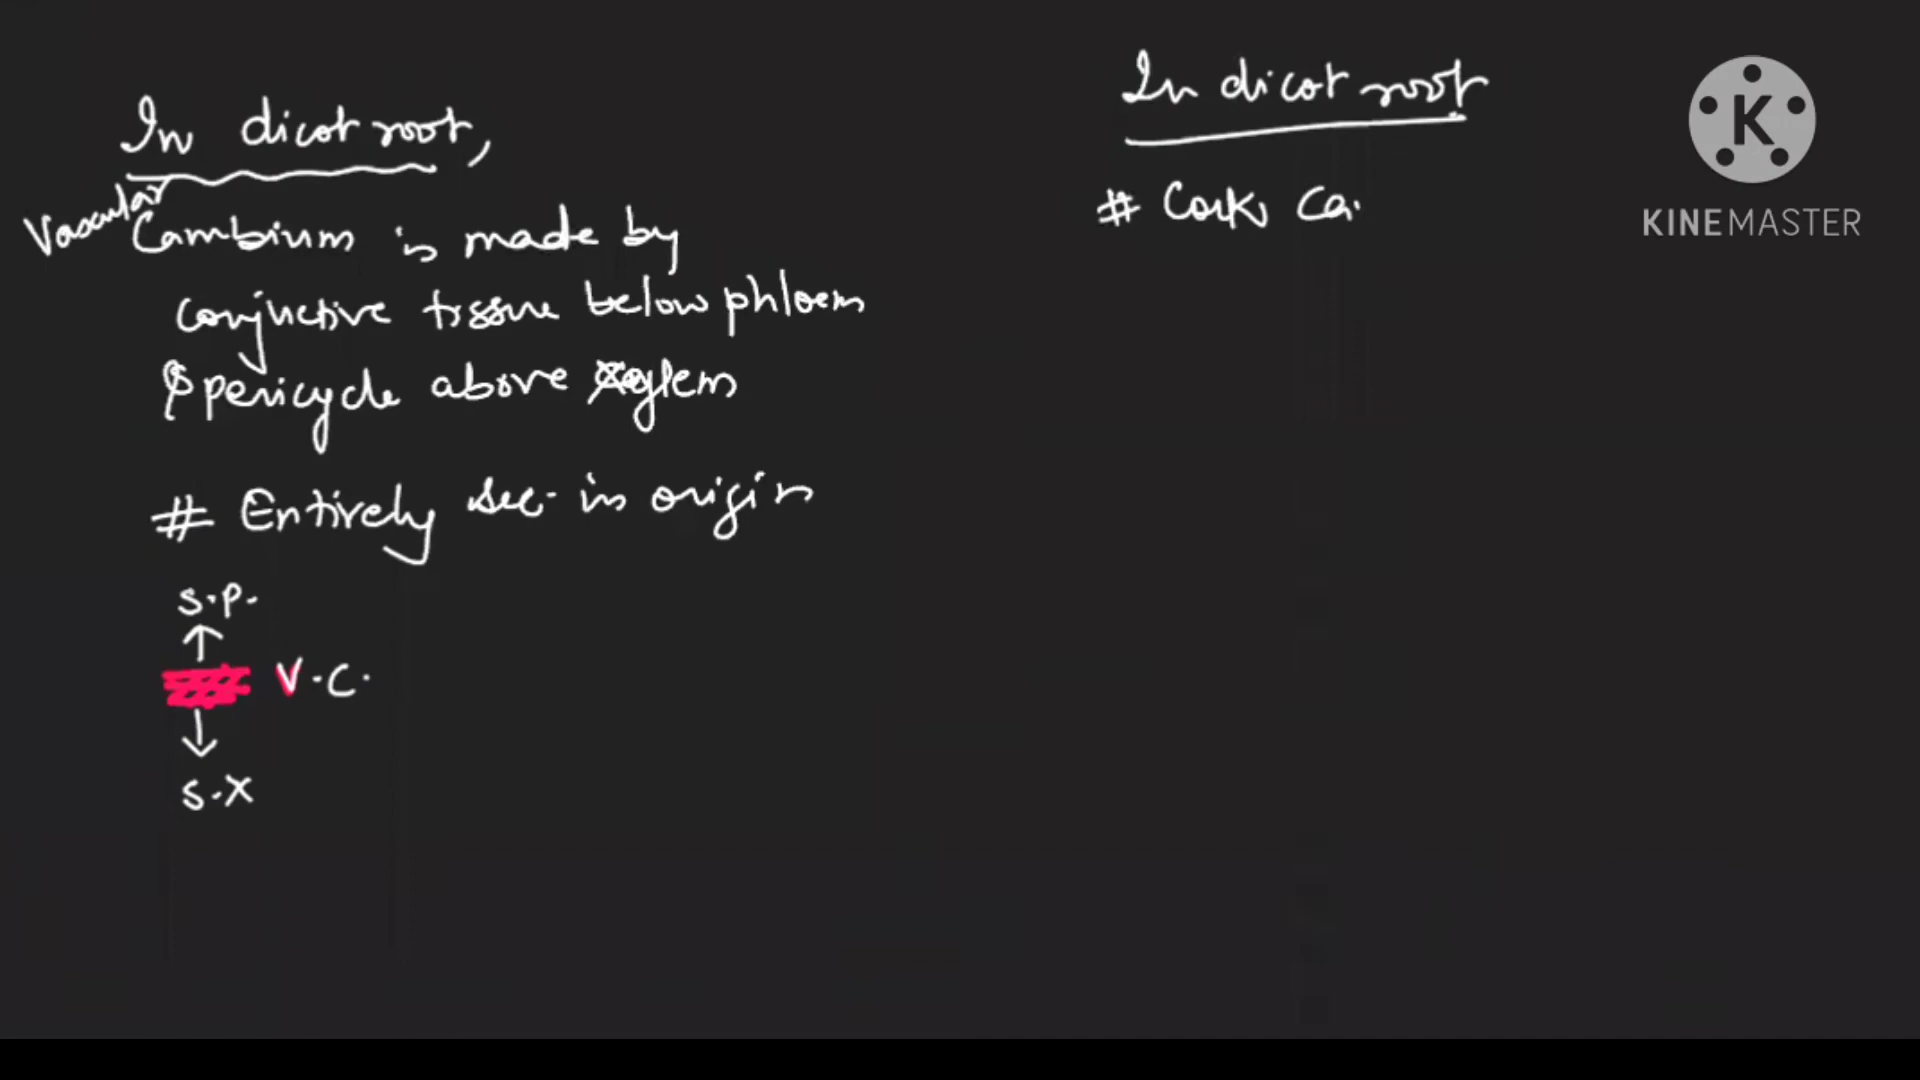 In dicot root,
Vascular Cambium is made by
conjuctive tissue below phloem
& pericycle above xylem
# Entirely sec. in origin
S.P.
V.C.
S.X
In dicot root
# Cork Ca.
K
KINEMASTER